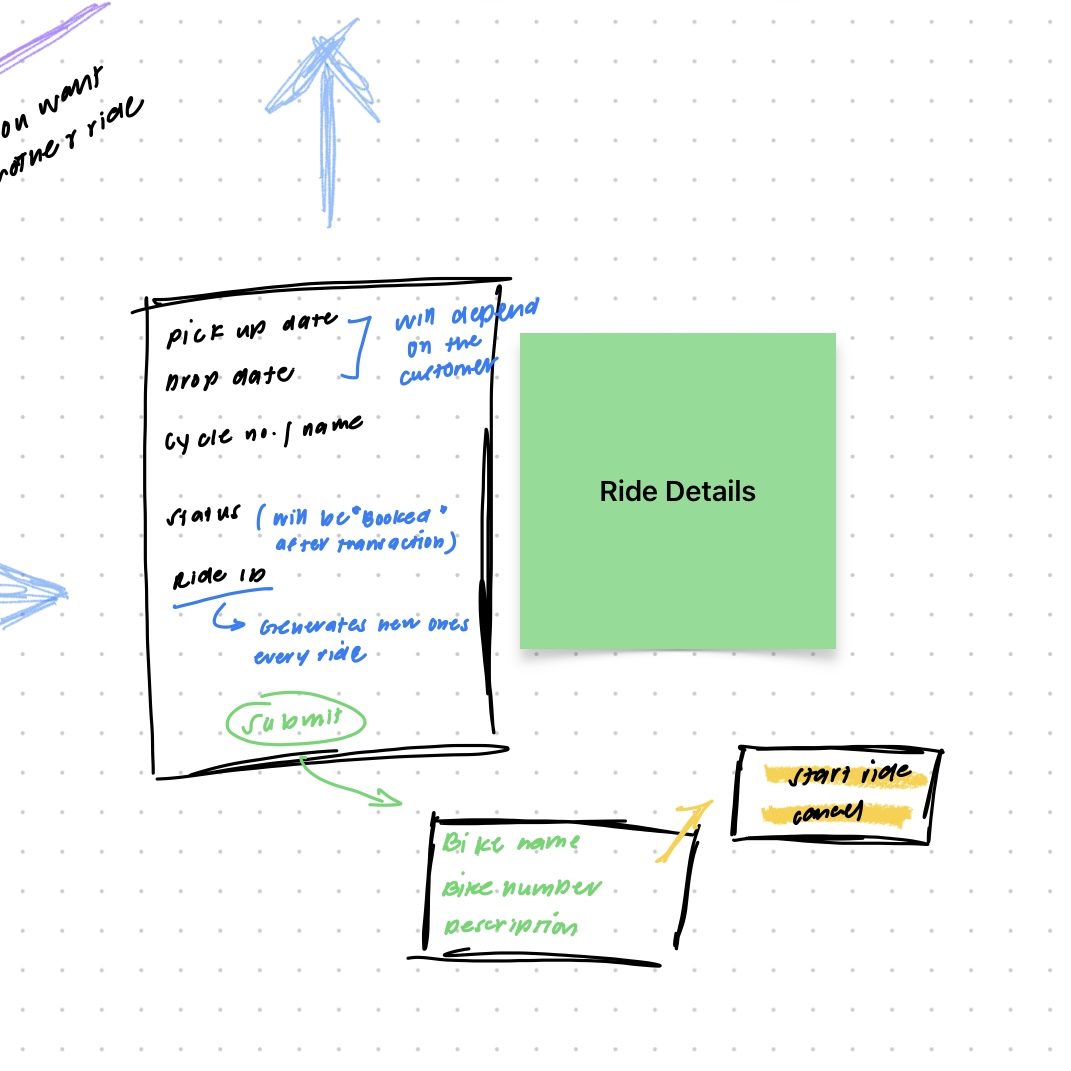 on want
nother ride
Pick up date
Drop date
will depend
on the
customer
cycle no. / name
Status (will be "Booked"
after transaction)
Ride ID
Generates new ones
every ride
Submit
Ride Details
start ride
cancel
Bike name
Bike number
Description